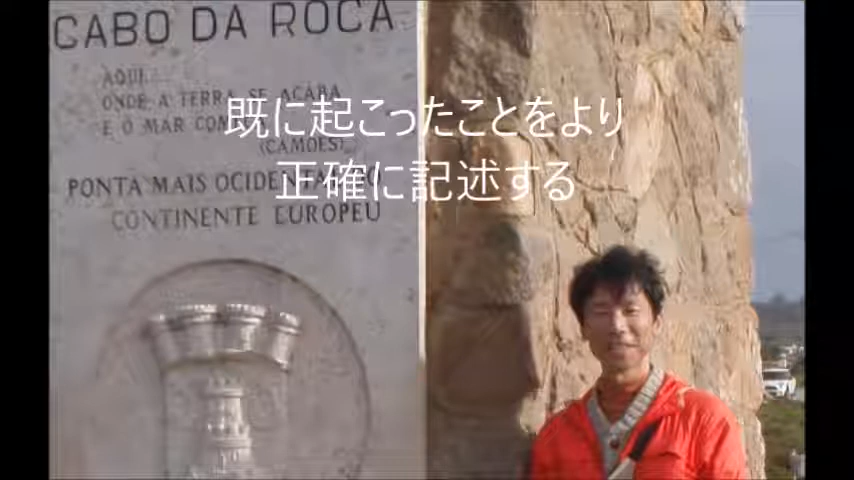 CABO DA ROCA
AQUI
ONDE A TERRA SE ACABA
E O MAR
(CAMÕES)
PONTA MAIS
CONTINENTE EUROPEU
既に起こったことをより
正確に記述する